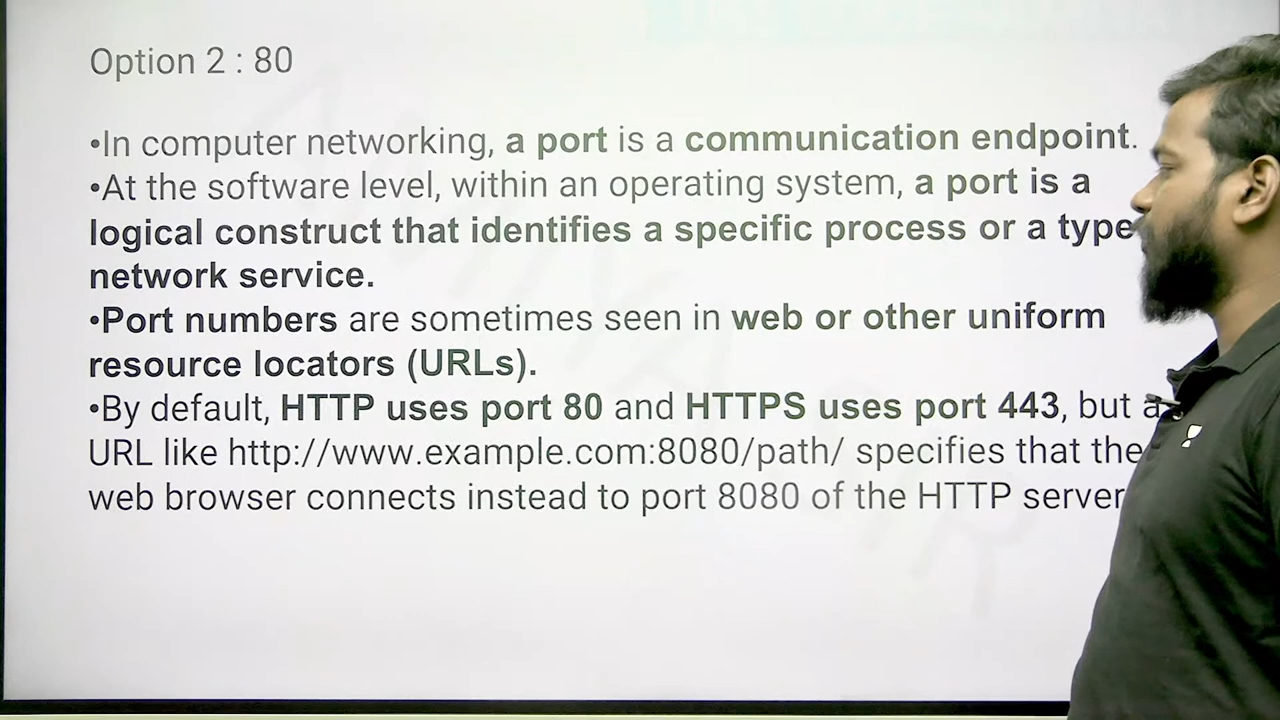 Option 2 : 80
•In computer networking, a port is a communication endpoint.
•At the software level, within an operating system, a port is a
logical construct that identifies a specific process or a type
network service.
•Port numbers are sometimes seen in web or other uniform
resource locators (URLs).
•By default, HTTP uses port 80 and HTTPS uses port 443, but a
URL like http://www.example.com:8080/path/ specifies that the
web browser connects instead to port 8080 of the HTTP server